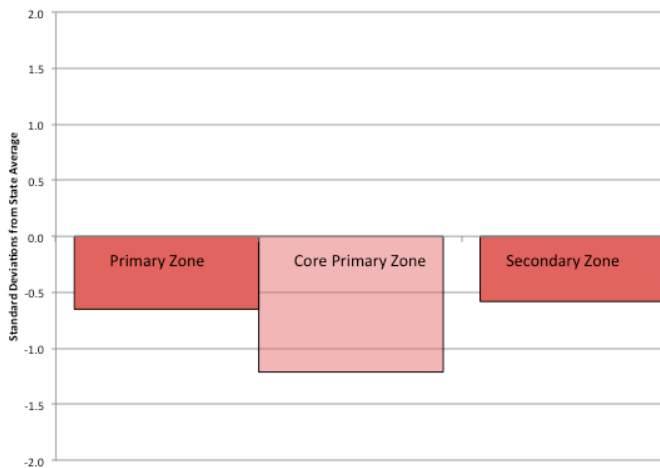 Standard Deviations from State Average
2.0
1.5
1.0
0.5
0.0
-0.5
-1.0
-1.5
-2.0
Primary Zone
Core Primary Zone
Secondary Zone